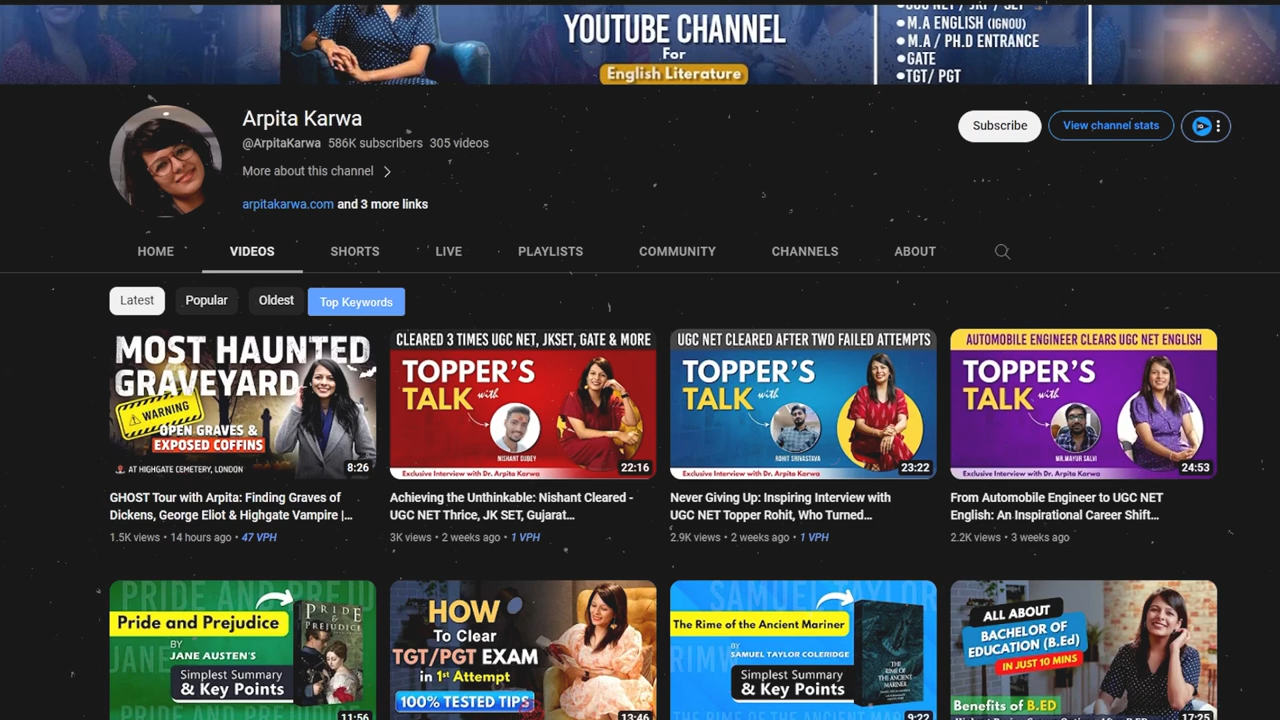 YOUTUBE CHANNEL
For
English Literature
UGC NET / JRF / SET
•M.A ENGLISH (IGNOU)
•M.A / PH.D ENTRANCE
•GATE
•TGT/ PGT
Arpita Karwa
@ArpitaKarwa 586K subscribers 305 videos
More about this channel
arpitakarwa.com and 3 more links
Subscribe
View channel stats
HOME VIDEOS SHORTS LIVE PLAYLISTS COMMUNITY CHANNELS ABOUT
Latest Popular Oldest Top Keywords
MOST HAUNTED
GRAVEYARD
WARNING
OPEN GRAVES &
EXPOSED COFFINS
AT HIGHGATE CEMETERY, LONDON
8:26
GHOST Tour with Arpita: Finding Graves of
Dickens, George Eliot & Highgate Vampire |...
1.5K views • 14 hours ago • 47 VPH
CLEARED 3 TIMES UGC NET, JKSET, GATE & MORE
TOPPER'S
TALK with
NISHANT DUBEY
Exclusive Interview with Dr. Arpita Karwa
22:16
Achieving the Unthinkable: Nishant Cleared -
UGC NET Thrice, JK SET, Gujarat...
3K views • 2 weeks ago • 1 VPH
UGC NET CLEARED AFTER TWO FAILED ATTEMPTS
TOPPER'S
TALK with
ROHIT SRIVASTAVA
Exclusive Interview with Dr. Arpita Karwa
23:22
Never Giving Up: Inspiring Interview with
UGC NET Topper Rohit, Who Turned...
2.9K views • 2 weeks ago • 1 VPH
AUTOMOBILE ENGINEER CLEARS UGC NET ENGLISH
TOPPER'S
TALK with
MR.MAYUR SALVI
Exclusive Interview with Dr. Arpita Karwa
24:53
From Automobile Engineer to UGC NET
English: An Inspirational Career Shift...
2.2K views • 3 weeks ago
PRIDE AND PREJU
Pride and Prejudice
BY
JANE AUSTEN'S
Simplest Summary
& Key Points
PRIDE
&
PREJUDICE
11:56
HOW
To Clear
TGT/PGT EXAM
in 1st Attempt
100% TESTED TIPS
13:46
SAMUEL TAYLOR
The Rime of the Ancient Mariner
BY
SAMUEL TAYLOR COLERIDGE
Simplest Summary
& Key Points
THE
RIME OF
THE ANCIENT
MARINER
9:22
ALL ABOUT
BACHELOR OF
EDUCATION (B.Ed)
IN JUST 10 MINS
Benefits of B.ED
17:25